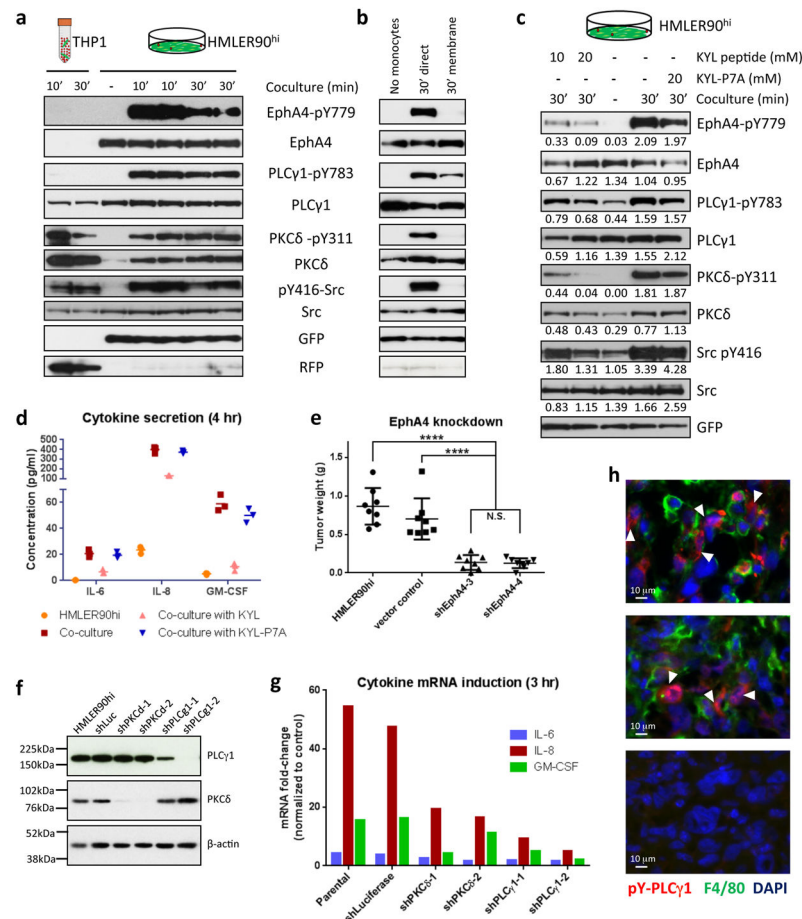 a
THP1
HMLER90hi
10' 30' - 10' 10' 30' 30' Coculture (min)
EphA4-pY779
EphA4
PLCγ1-pY783
PLCγ1
PKCδ -pY311
PKCδ
pY416-Src
Src
GFP
RFP
b
No monocytes
30' direct
30' membrane
c
HMLER90hi
10 20 - - - KYL peptide (mM)
- - - - 20 KYL-P7A (mM)
30' 30' - 30' 30' Coculture (min)
EphA4-pY779
0.33 0.09 0.03 2.09 1.97
EphA4
0.67 1.22 1.34 1.04 0.95
PLCγ1-pY783
0.79 0.68 0.44 1.59 1.57
PLCγ1
0.59 1.16 1.39 1.55 2.12
PKCδ-pY311
0.44 0.04 0.00 1.81 1.87
PKCδ
0.48 0.43 0.29 0.77 1.13
Src pY416
1.80 1.31 1.05 3.39 4.28
Src
0.83 1.15 1.39 1.66 2.59
GFP
d
Cytokine secretion (4 hr)
Concentration (pg/ml)
500
400
300
200
100
60
40
20
0
IL-6 IL-8 GM-CSF
HMLER90hi
Co-culture with KYL
Co-culture
Co-culture with KYL-P7A
e
EphA4 knockdown
Tumor weight (g)
2.0
1.5
1.0
0.5
0.0
****
****
N.S.
HMLER90hi
vector control
shEphA4-3
shEphA4-4
f
HMLER90hi
shLuc
shPKCd-1
shPKCd-2
shPLCg1-1
shPLCg1-2
225kDa
150kDa
PLCγ1
102kDa
76kDa
PKCδ
52kDa
38kDa
β-actin
g
Cytokine mRNA induction (3 hr)
mRNA fold-change
(normalized to control)
60
40
20
0
IL-6
IL-8
GM-CSF
Parental
shLuciferase
shPKCδ-1
shPKCδ-2
shPLCγ1-1
shPLCγ1-2
h
10 µm
10 µm
10 µm
pY-PLCγ1 F4/80 DAPI